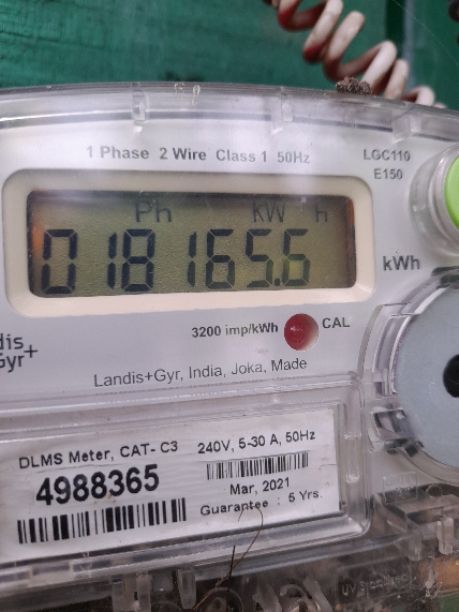 1 Phase 2 Wire Class 1 50Hz
LGC110
E150
Ph kW h
018165.6
kWh
dis
Gyr+
3200 imp/kWh CAL
Landis+Gyr, India, Joka, Made
DLMS Meter, CAT- C3
4988365
240V, 5-30 A, 50Hz
Mar, 2021
Guarantee : 5 Yrs.